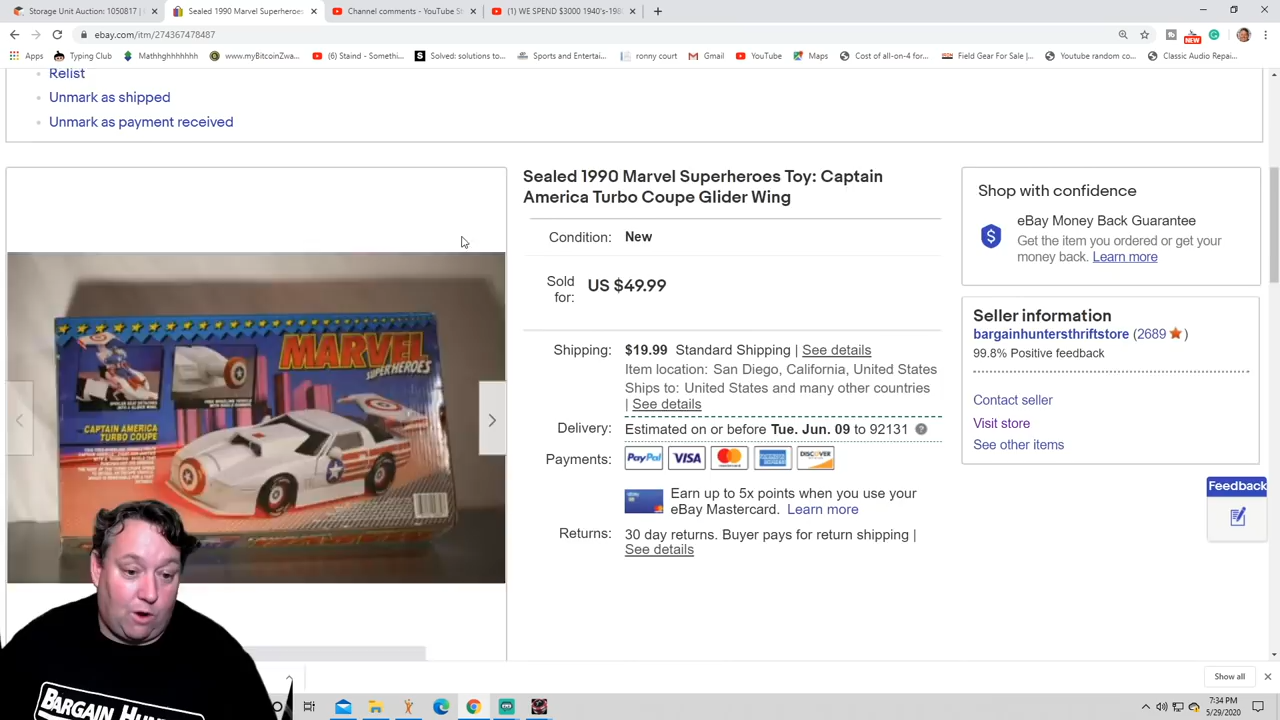 Storage Unit Auction: 1050817 |
Sealed 1990 Marvel Superheroes
Channel comments - YouTube St
(1) WE SPEND $3000 1940's-198
ebay.com/itm/274367478487
Apps
Typing Club
Mathhghhhhhhh
www.myBitcoinZwa...
(6) Staind - Somethi...
Solved: solutions to...
Sports and Entertai...
ronny court
Gmail
YouTube
Maps
Cost of all-on-4 for...
Field Gear For Sale |...
Youtube random co...
Classic Audio Repai...
NEW
Relist
Unmark as shipped
Unmark as payment received
Sealed 1990 Marvel Superheroes Toy: Captain
America Turbo Coupe Glider Wing
Condition: New
Sold
for: US $49.99
Shipping: $19.99 Standard Shipping | See details
Item location: San Diego, California, United States
Ships to: United States and many other countries
| See details
Delivery: Estimated on or before Tue. Jun. 09 to 92131
Payments: PayPal VISA
DISCOVER
Earn up to 5x points when you use your
eBay Mastercard. Learn more
Returns: 30 day returns. Buyer pays for return shipping |
See details
Shop with confidence
eBay Money Back Guarantee
Get the item you ordered or get your
money back. Learn more
Seller information
bargainhuntersthriftstore (2689 )
99.8% Positive feedback
Contact seller
Visit store
See other items
Feedback
MARVEL
SUPERHEROES
CAPTAIN AMERICA
TURBO COUPE
BARGAIN HUN
Show all
7:34 PM
5/29/2020